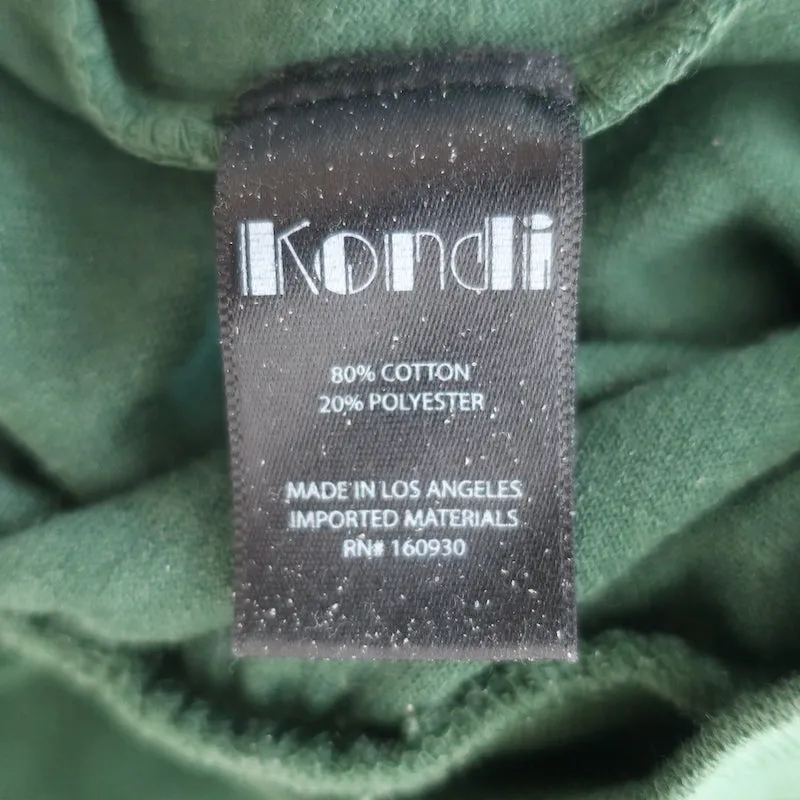 Kondi
80% COTTON
20% POLYESTER
MADE IN LOS ANGELES
IMPORTED MATERIALS
RN# 160930